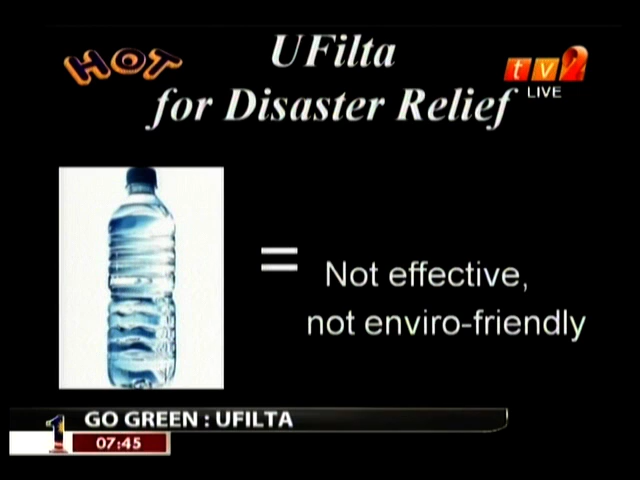 HOT
UFilta
for Disaster Relief
tv2
LIVE
=
Not effective,
not enviro-friendly
1
GO GREEN : UFILTA
07:45